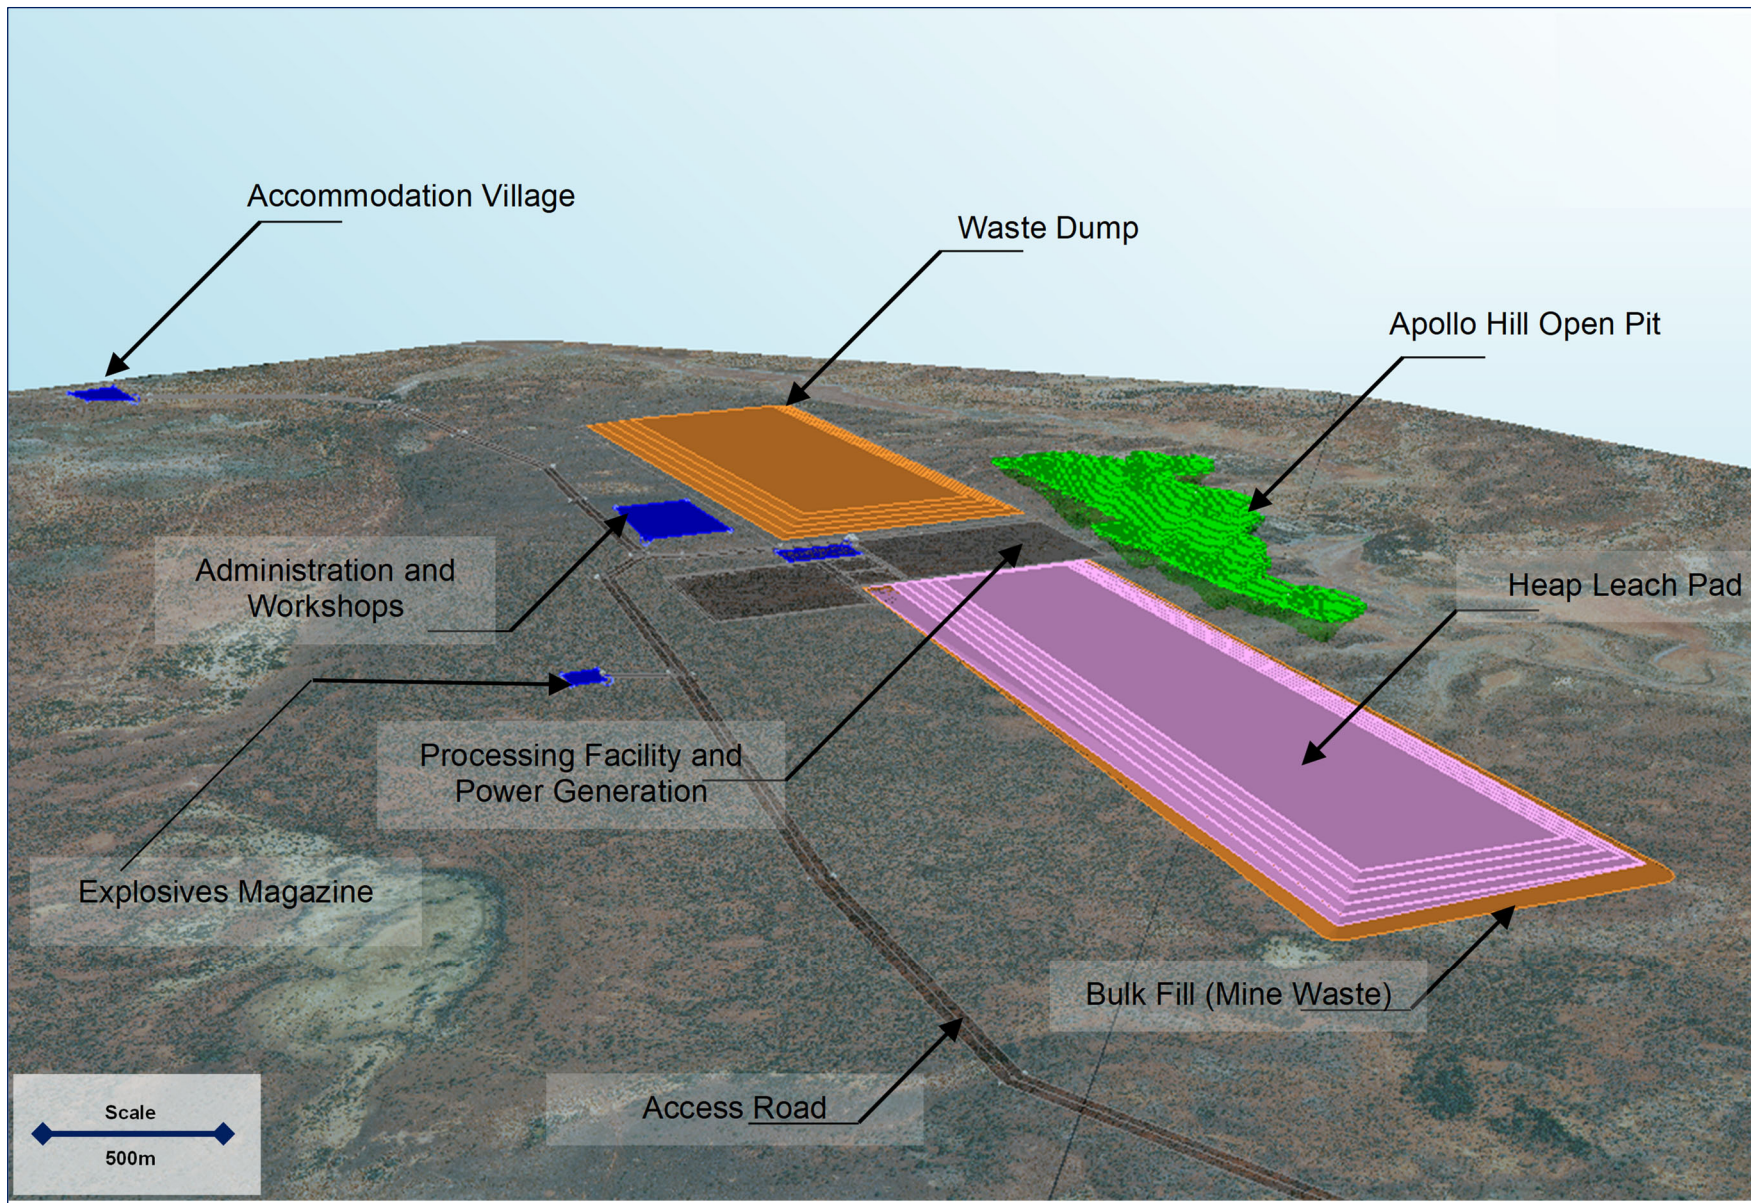 Accommodation Village
Waste Dump
Apollo Hill Open Pit
Administration and
Workshops
Heap Leach Pad
Processing Facility and
Power Generation
Explosives Magazine
Bulk Fill (Mine Waste)
Access Road
Scale
500m